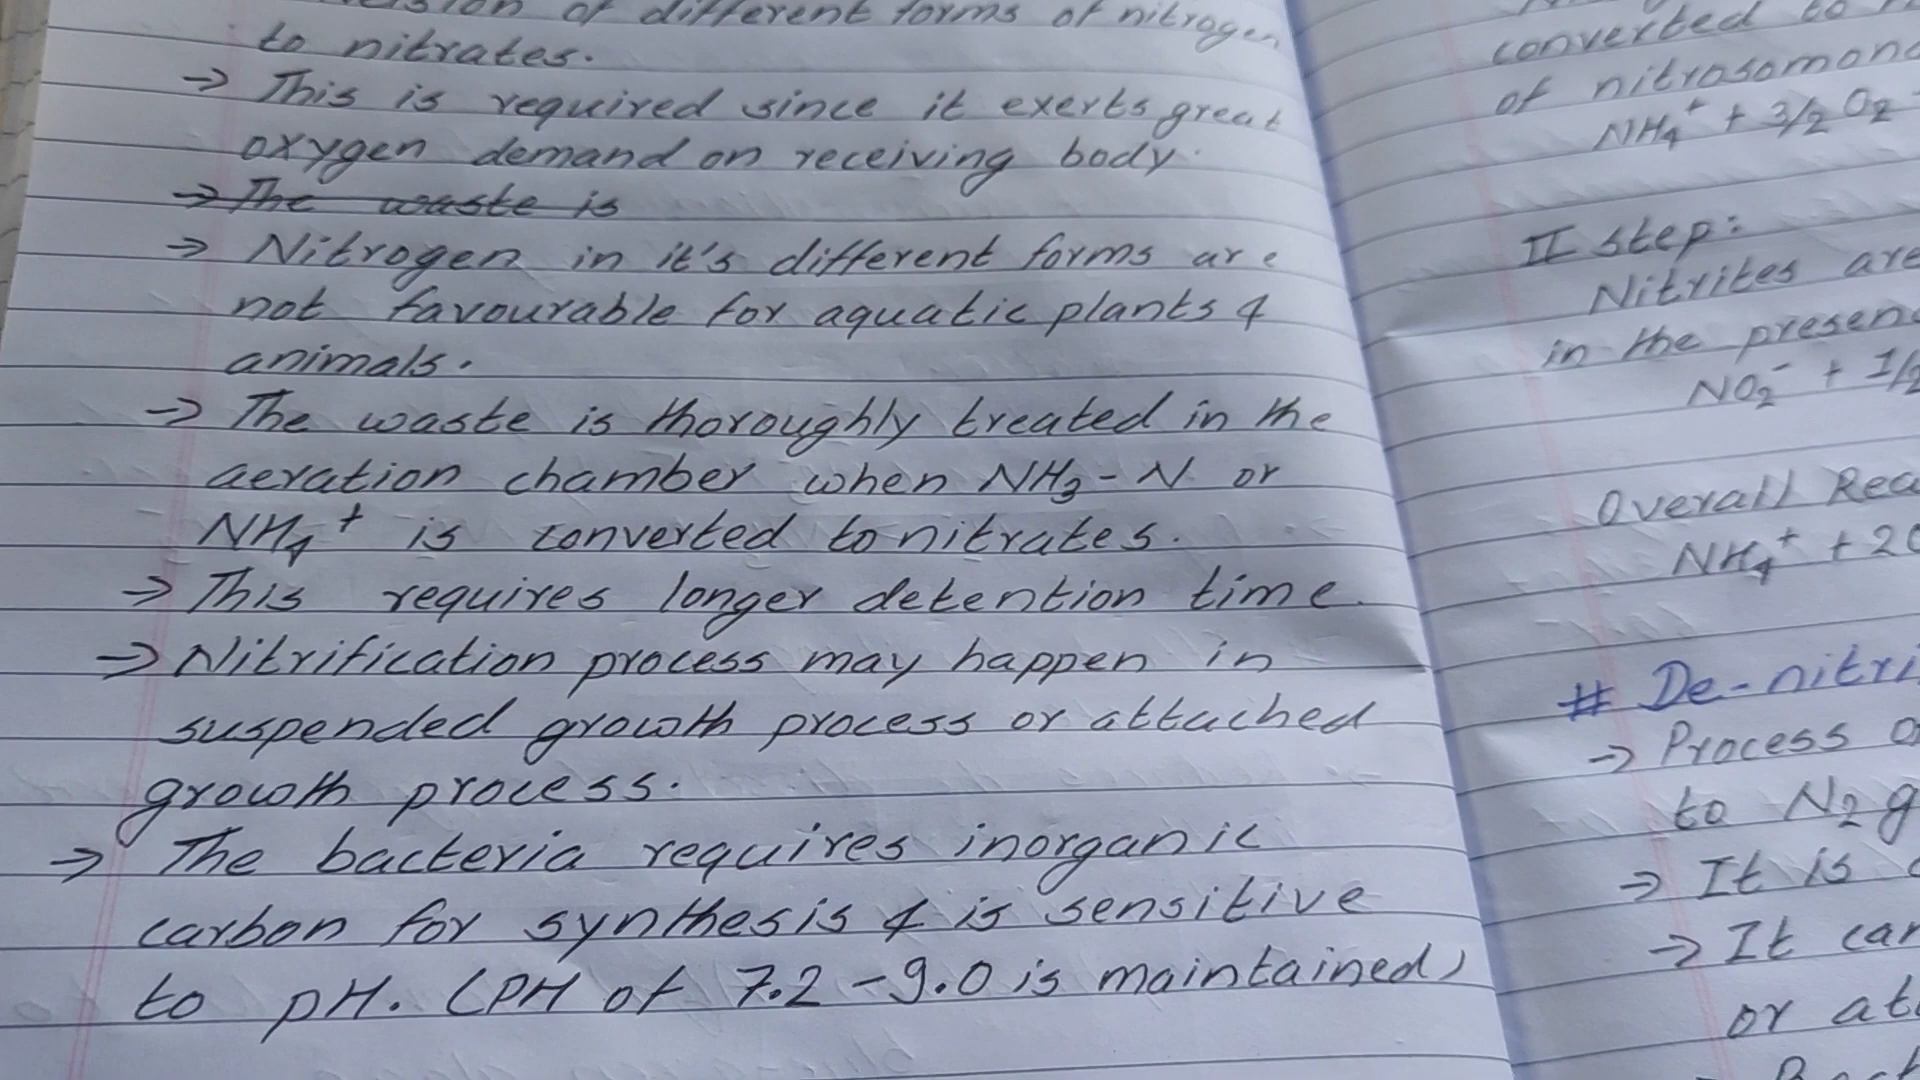 of different forms of nitrogen
to nitrates.
→ This is required since it exerts great
oxygen demand on receiving body.
→ The waste is
→ Nitrogen in it's different forms are
not favourable for aquatic plants &
animals.
→ The waste is thoroughly treated in the
aeration chamber when NH₃-N or
NH₄⁺ is converted to nitrates.
→ This requires longer detention time.
→ Nitrification process may happen in
suspended growth process or attached
growth process.
→ The bacteria requires inorganic
carbon for synthesis & is sensitive
to pH. (PH of 7.2-9.0 is maintained)
converted to
of
NH₄⁺ + 3/2 O₂
II step:
Nitrites are
in the
NO₂⁻ + 1/2
Overall
NH₄⁺ + 2
# De-nitri
→ Process
to N₂ g
→ It is
→ It can
or